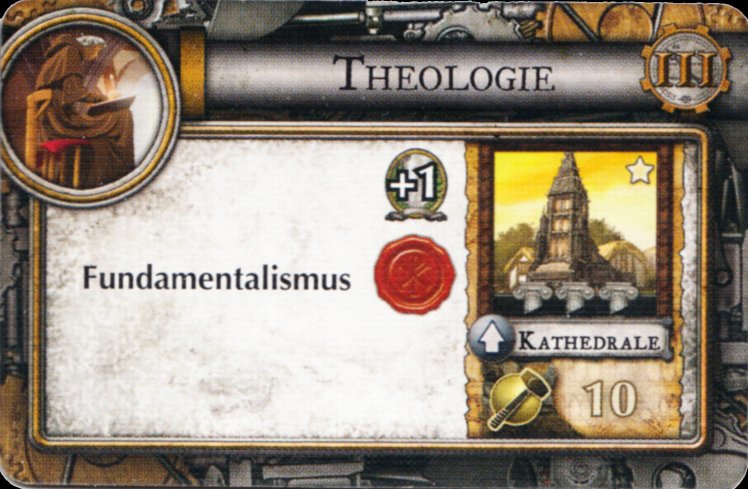 THEOLOGIE
III
+1
Fundamentalismus
KATHEDRALE
10